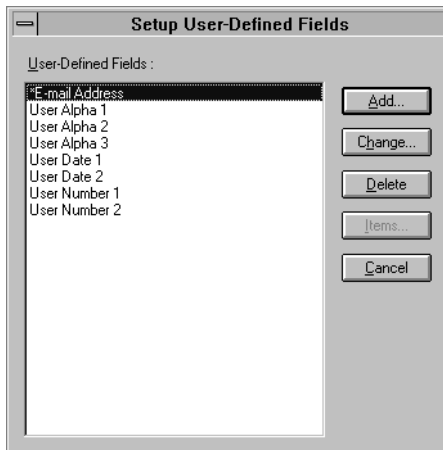 Setup User-Defined Fields
User-Defined Fields :
*E-mail Address
User Alpha 1
User Alpha 2
User Alpha 3
User Date 1
User Date 2
User Number 1
User Number 2
Add...
Change...
Delete
Items...
Cancel